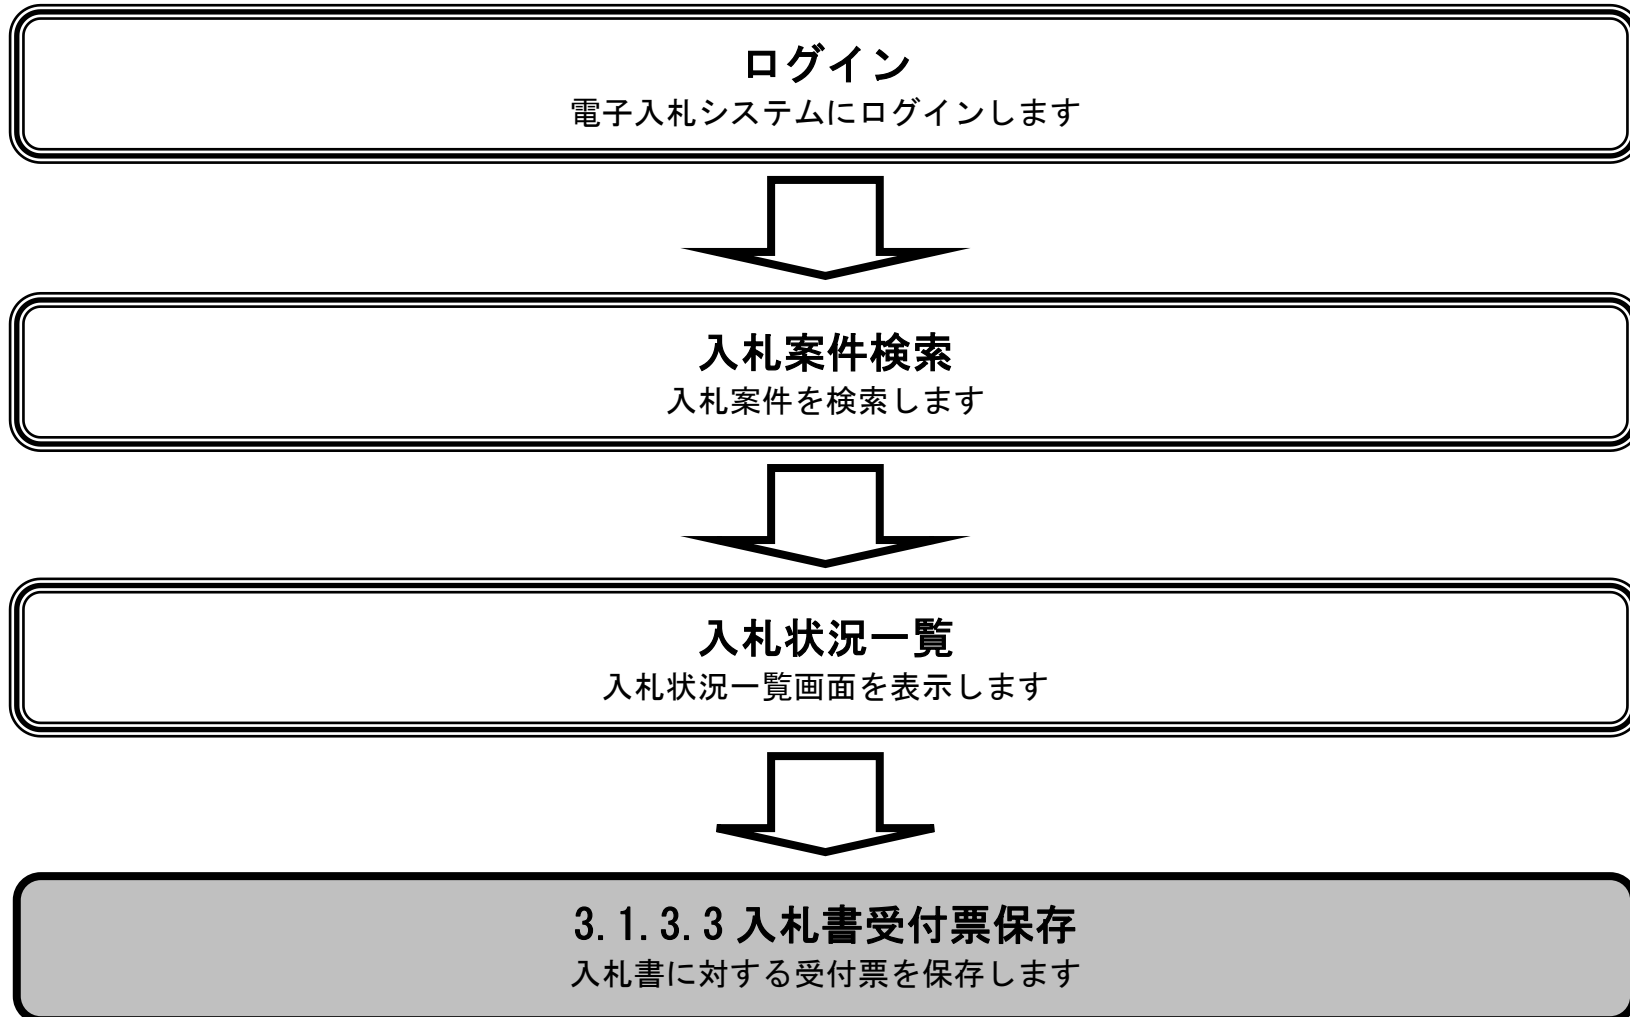 ログイン
電子入札システムにログインします
入札案件検索
入札案件を検索します
入札状況一覧
入札状況一覧画面を表示します
3.1.3.3 入札書受付票保存
入札書に対する受付票を保存します